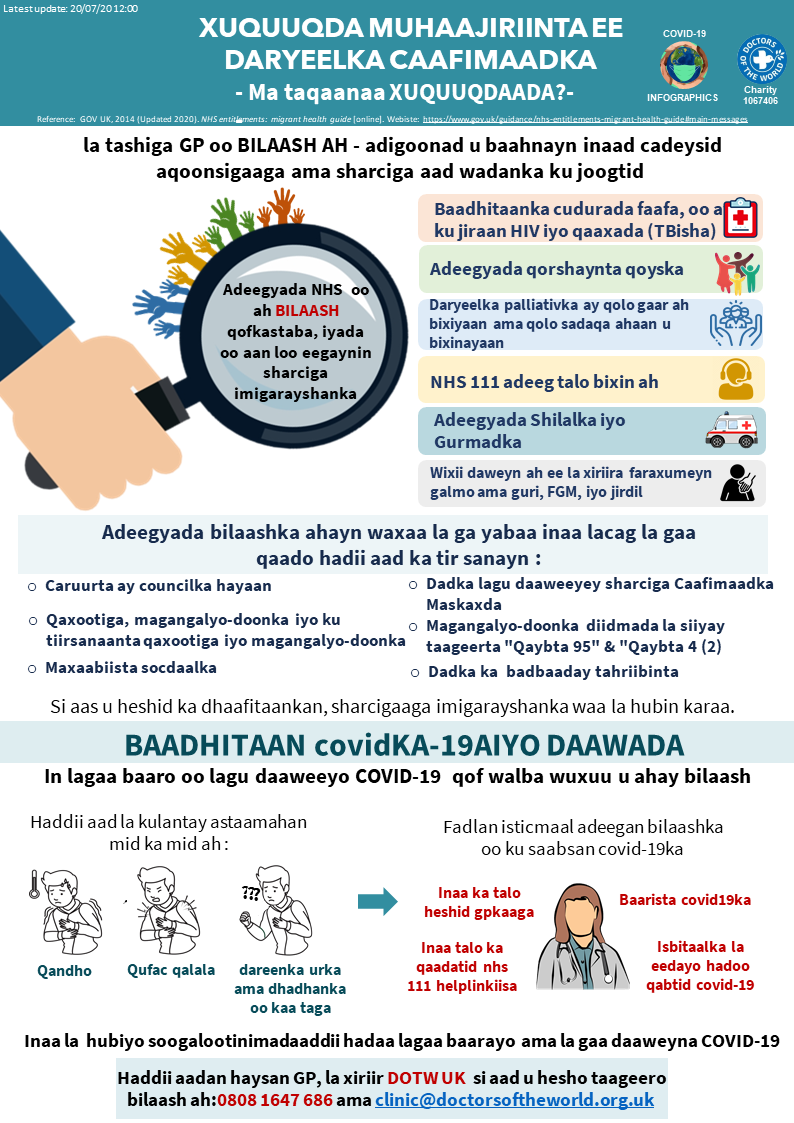 Latest update: 20/07/2012:00
XUQUUQDA MUHAAJIRIINTA EE
DARYEELKA CAAFIMAADKA
- Ma taqaanaa XUQUUQDAADA?-
COVID-19
INFOGRAPHICS
DOCTORS OF THE WORLD
Charity
1067406
Reference: GOV UK, 2014 (Updated 2020). NHS entitlements: migrant health guide [online]. Webiste: https://www.gov.uk/guidance/nhs-entitlements-migrant-health-guide#main-messages
la tashiga GP oo BILAASH AH - adigoonad u baahnayn inaad cadeysid
aqoonsigaaga ama sharciga aad wadanka ku joogtid
Adeegyada NHS oo
ah BILAASH
qofkastaba, iyada
oo aan loo eegaynin
sharciga
imigarayshanka
Baadhitaanka cudurada faafa, oo a
ku jiraan HIV iyo qaaxada (TBisha)
Adeegyada qorshaynta qoyska
Daryeelka palliativka ay qolo gaar ah
bixiyaan ama qolo sadaqa ahaan u
bixinayaan
NHS 111 adeeg talo bixin ah
Adeegyada Shilalka iyo
Gurmadka
Wixii daweyn ah ee la xiriira faraxumeyn
galmo ama guri, FGM, iyo jirdil
Adeegyada bilaashka ahayn waxaa la ga yabaa inaa lacag la gaa
qaado hadii aad ka tir sanayn :
o Caruurta ay councilka hayaan
o Qaxootiga, magangalyo-doonka iyo ku
tiirsanaanta qaxootiga iyo magangalyo-doonka
o Maxaabiista socdaalka
o Dadka lagu daaweeyey sharciga Caafimaadka
Maskaxda
o Magangalyo-doonka diidmada la siiyay
taageerta "Qaybta 95" & "Qaybta 4 (2)
o Dadka ka badbaaday tahriibinta
Si aas u heshid ka dhaafitaankan, sharcigaaga imigarayshanka waa la hubin karaa.
BAADHITAAN covidKA-19AIYO DAAWADA
In lagaa baaro oo lagu daaweeyo COVID-19 qof walba wuxuu u ahay bilaash
Haddii aad la kulantay astaamahan
mid ka mid ah :
???
Qandho
Qufac qalala
dareenka urka
ama dhadhanka
oo kaa taga
Fadlan isticmaal adeegan bilaashka
oo ku saabsan covid-19ka
Inaa ka talo
heshid gpkaaga
Inaa talo ka
qaadatid nhs
111 helplinkiisa
Baarista covid19ka
Isbitaalka la
eedayo hadoo
qabtid covid-19
Inaa la hubiyo soogalootinimadaaddii hadaa lagaa baarayo ama la gaa daaweyna COVID-19
Haddii aadan haysan GP, la xiriir DOTW UK si aad u hesho taageero
bilaash ah:0808 1647 686 ama clinic@doctorsoftheworld.org.uk